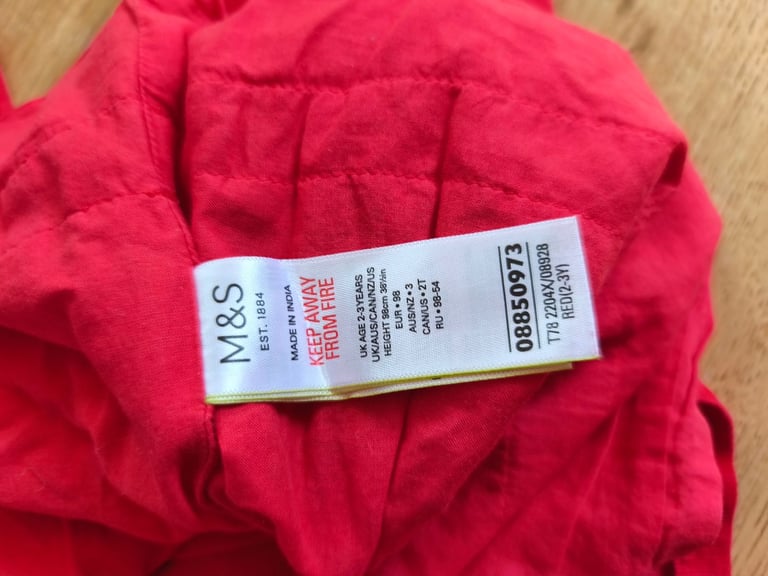 M&S
EST. 1884
MADE IN INDIA
KEEP AWAY
FROM FIRE
UK AGE 2-3 YEARS
UK/AUS/CAN/NZ/US
HEIGHT 98cm 38½in
EUR • 98
AUS/NZ • 3
CAN/US • 2T
RU • 98-54
08850973
T78 2204X/08928
RED(2-3Y)